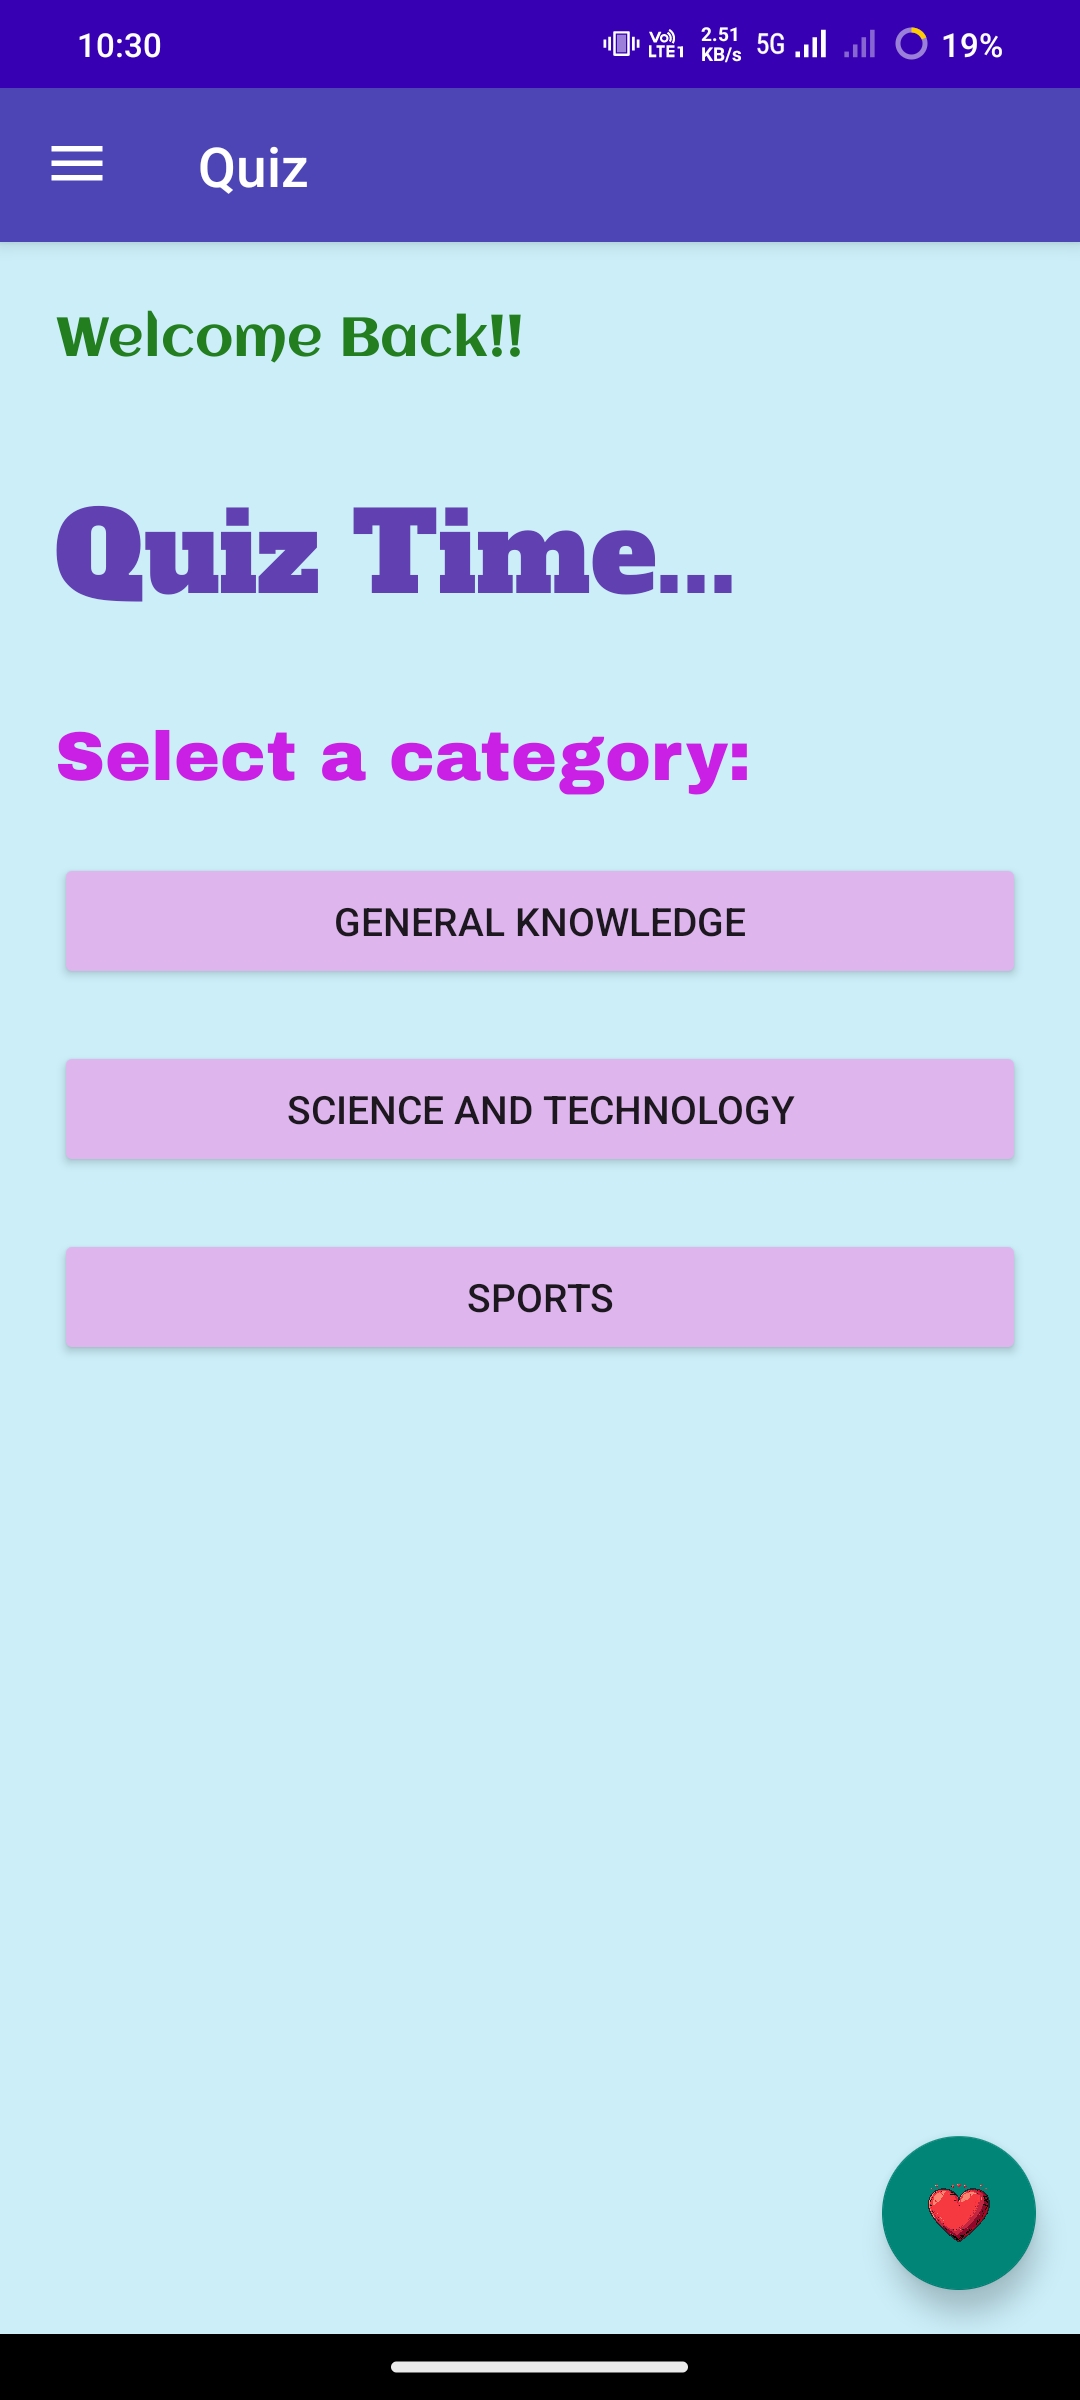 10:30 Vo)) LTE1 2.51 KB/s 5G 19%
Quiz
Welcome Back!!
Quiz Time...
Select a category:
GENERAL KNOWLEDGE
SCIENCE AND TECHNOLOGY
SPORTS